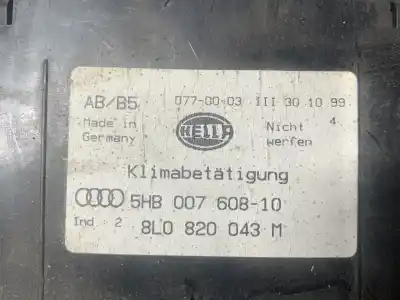 AB/B5 077-00-03 III 30 10 99
Made in Germany
HELLA
Nicht werfen
4
Klimabetätigung
5HB 007 608-10
Ind 2 8L0 820 043 M